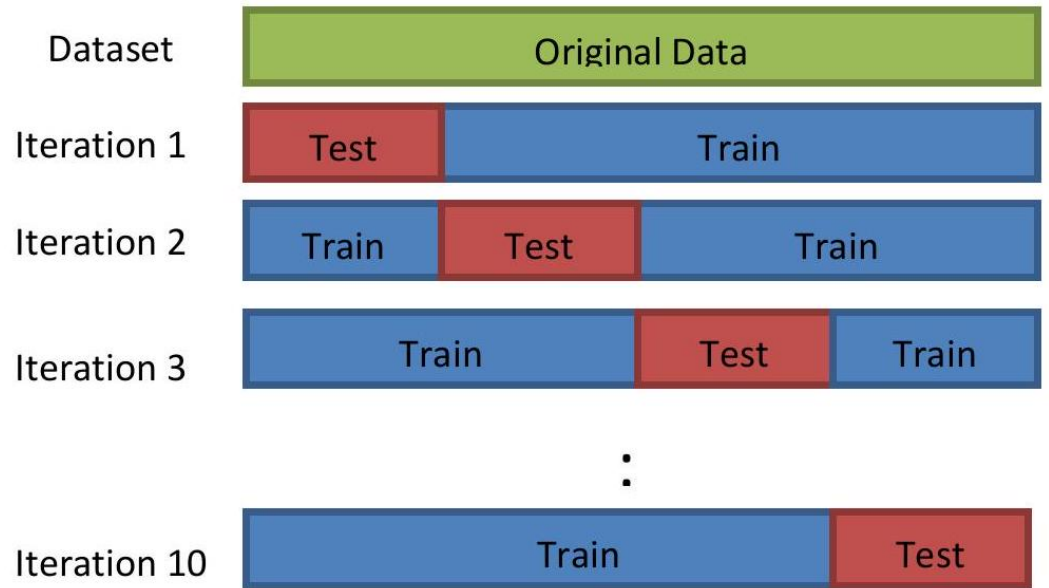 Dataset Original Data
Iteration 1 Test Train
Iteration 2 Train Test Train
Iteration 3 Train Test Train
:
Iteration 10 Train Test